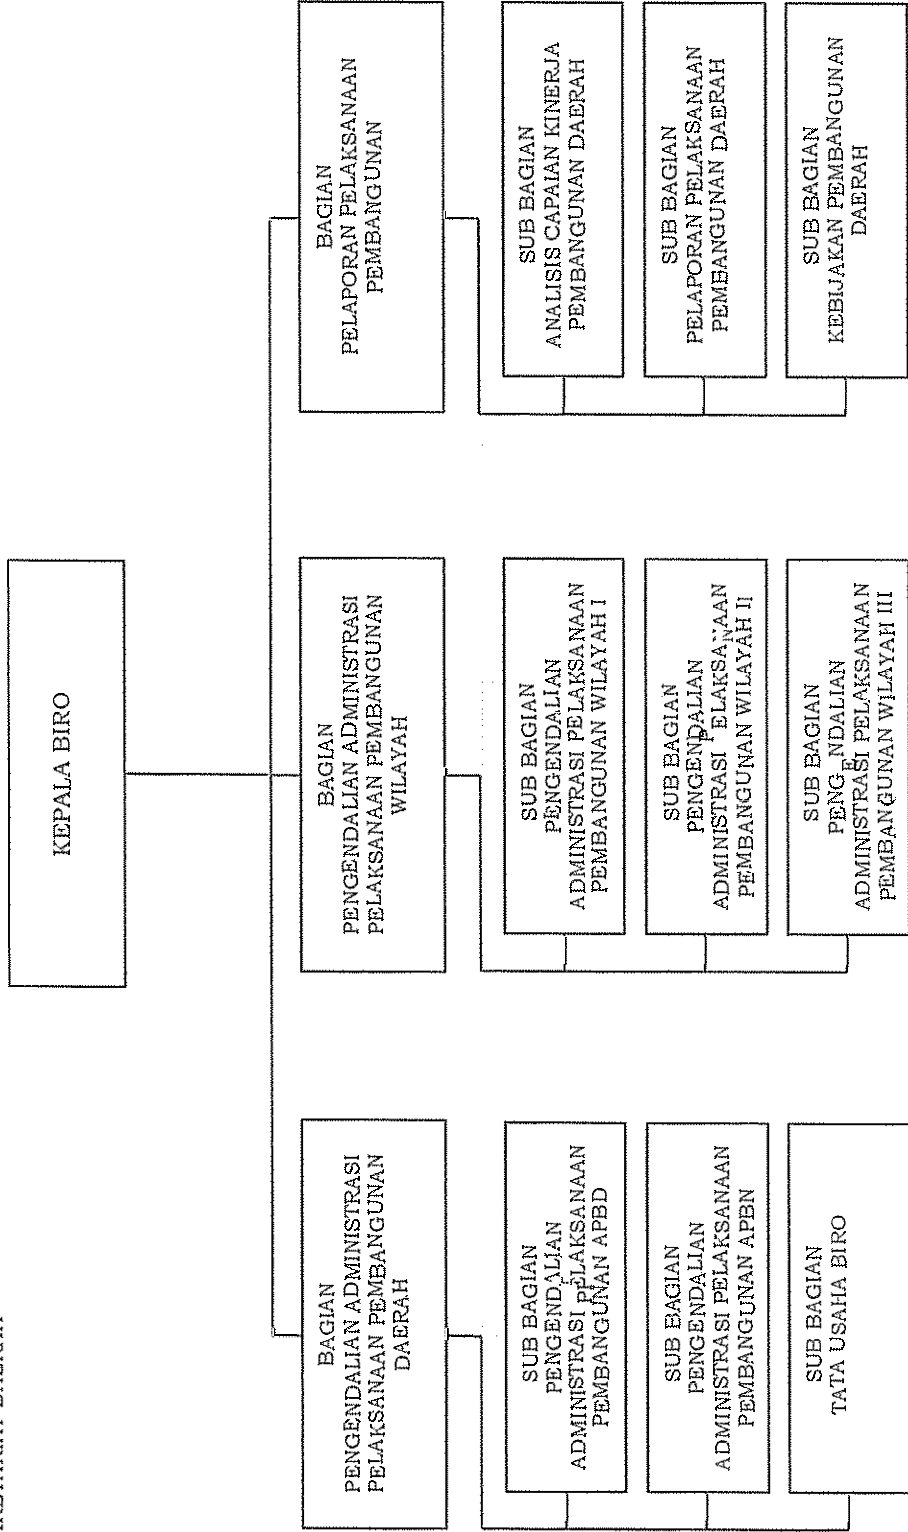 KEPALA BIRO
BAGIAN
PENGENDALIAN ADMINISTRASI
PELAKSANAAN PEMBANGUNAN
DAERAH
SUB BAGIAN
PENGENDALIAN
ADMINISTRASI PELAKSANAAN
PEMBANGUNAN APBD
SUB BAGIAN
PENGENDALIAN
ADMINISTRASI PELAKSANAAN
PEMBANGUNAN APBN
SUB BAGIAN
TATA USAHA BIRO
BAGIAN
PENGENDALIAN ADMINISTRASI
PELAKSANAAN PEMBANGUNAN
WILAYAH
SUB BAGIAN
PENGENDALIAN
ADMINISTRASI PELAKSANAAN
PEMBANGUNAN WILAYAH I
SUB BAGIAN
PENGENDALIAN
ADMINISTRASI PELAKSANAAN
PEMBANGUNAN WILAYAH II
SUB BAGIAN
PENGENDALIAN
ADMINISTRASI PELAKSANAAN
PEMBANGUNAN WILAYAH III
BAGIAN
PELAPORAN PELAKSANAAN
PEMBANGUNAN
SUB BAGIAN
ANALISIS CAPAIAN KINERJA
PEMBANGUNAN DAERAH
SUB BAGIAN
PELAPORAN PELAKSANAAN
PEMBANGUNAN DAERAH
SUB BAGIAN
KEBIJAKAN PEMBANGUNAN
DAERAH